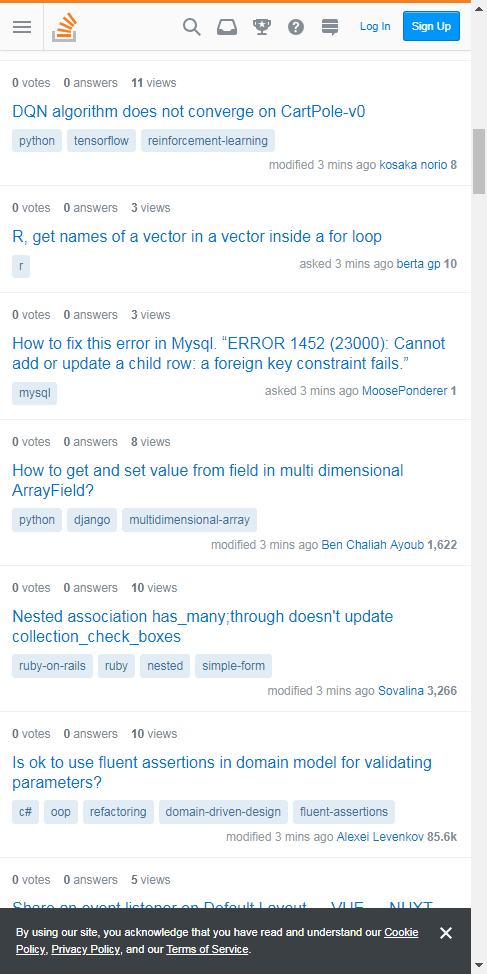 Log In Sign Up
0 votes 0 answers 11 views
DQN algorithm does not converge on CartPole-v0
python tensorflow reinforcement-learning
modified 3 mins ago kosaka norio 8
0 votes 0 answers 3 views
R, get names of a vector in a vector inside a for loop
r
asked 3 mins ago berta gp 10
0 votes 0 answers 3 views
How to fix this error in Mysql. “ERROR 1452 (23000): Cannot
add or update a child row: a foreign key constraint fails.”
mysql
asked 3 mins ago MoosePonderer 1
0 votes 0 answers 8 views
How to get and set value from field in multi dimensional
ArrayField?
python django multidimensional-array
modified 3 mins ago Ben Chaliah Ayoub 1,622
0 votes 0 answers 10 views
Nested association has_many;through doesn't update
collection_check_boxes
ruby-on-rails ruby nested simple-form
modified 3 mins ago Sovalina 3,266
0 votes 0 answers 10 views
Is ok to use fluent assertions in domain model for validating
parameters?
c# oop refactoring domain-driven-design fluent-assertions
modified 3 mins ago Alexei Levenkov 85.6k
0 votes 0 answers 5 views
Share an event listener on Default Layout VUE NUXT
By using our site, you acknowledge that you have read and understand our Cookie
Policy, Privacy Policy, and our Terms of Service.